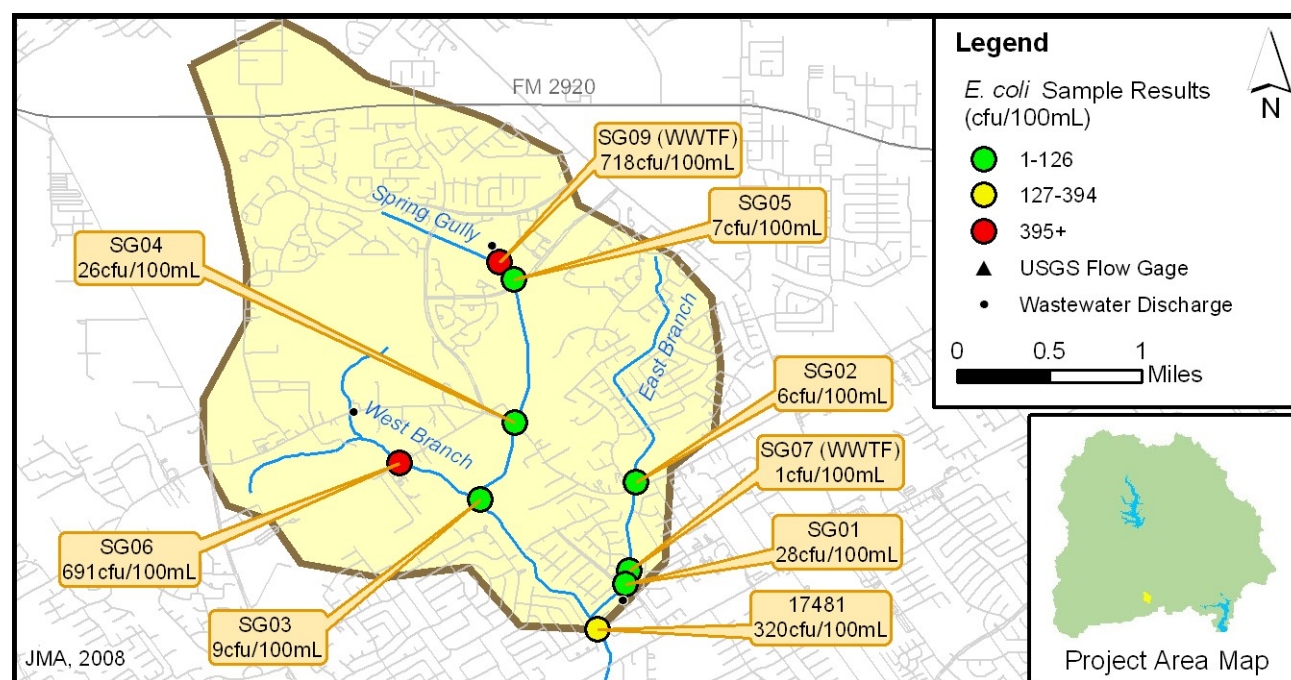 FM 2920
SG09 (WWTF)
718cfu/100mL
Spring Gully
SG05
7cfu/100mL
SG04
26cfu/100mL
East Branch
SG02
6cfu/100mL
West Branch
SG07 (WWTF)
1cfu/100mL
SG01
28cfu/100mL
SG06
691cfu/100mL
17481
320cfu/100mL
SG03
9cfu/100mL
JMA, 2008
Legend
N
E. coli Sample Results
(cfu/100mL)
1-126
127-394
395+
USGS Flow Gage
Wastewater Discharge
0 0.5 1
Miles
Project Area Map